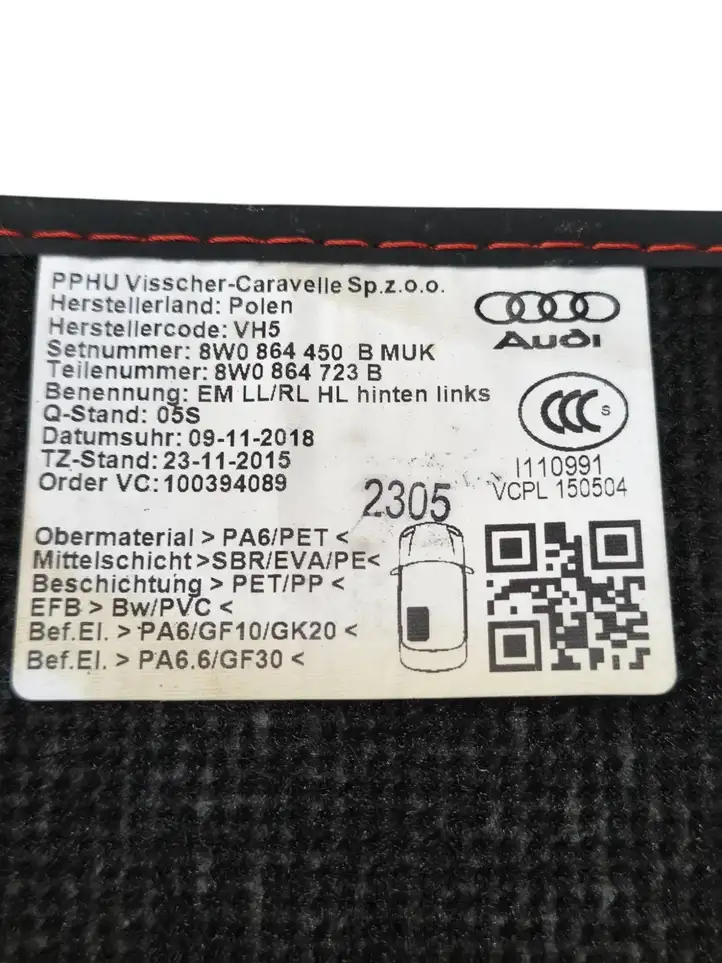 PPHU Visscher-Caravelle Sp.z.o.o.
Herstellerland: Polen
Herstellercode: VH5
Setnummer: 8W0 864 450 B MUK
Teilenummer: 8W0 864 723 B
Benennung: EM LL/RL HL hinten links
Q-Stand: 05S
Datumsuhr: 09-11-2018
TZ-Stand: 23-11-2015
Order VC: 100394089
Audi
CCC S
I110991
VCPL 150504
2305
Obermaterial > PA6/PET <
Mittelschicht >SBR/EVA/PE<
Beschichtung > PET/PP <
EFB > Bw/PVC <
Bef.El. > PA6/GF10/GK20 <
Bef.El. > PA6.6/GF30 <